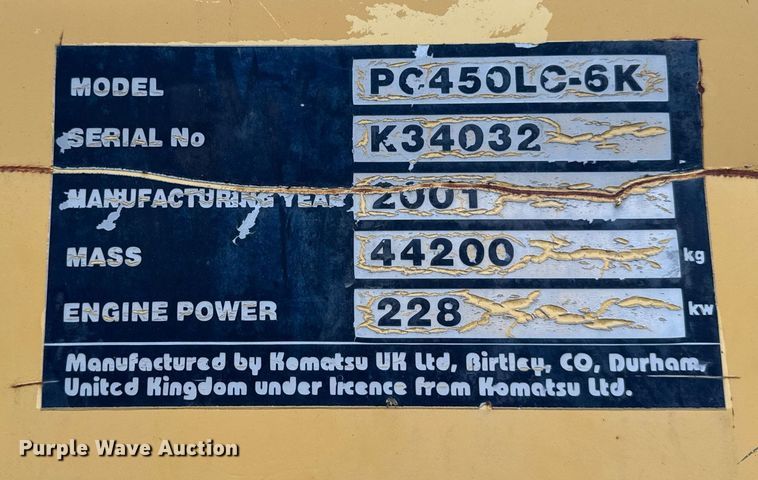 MODEL PC450LC-6K
SERIAL No K34032
MANUFACTURING YEAR 2001
MASS 44200 kg
ENGINE POWER 228 kw
Manufactured by Komatsu UK Ltd, Birtley, CO, Durham,
United Kingdom under licence from Komatsu Ltd.
Purple Wave Auction